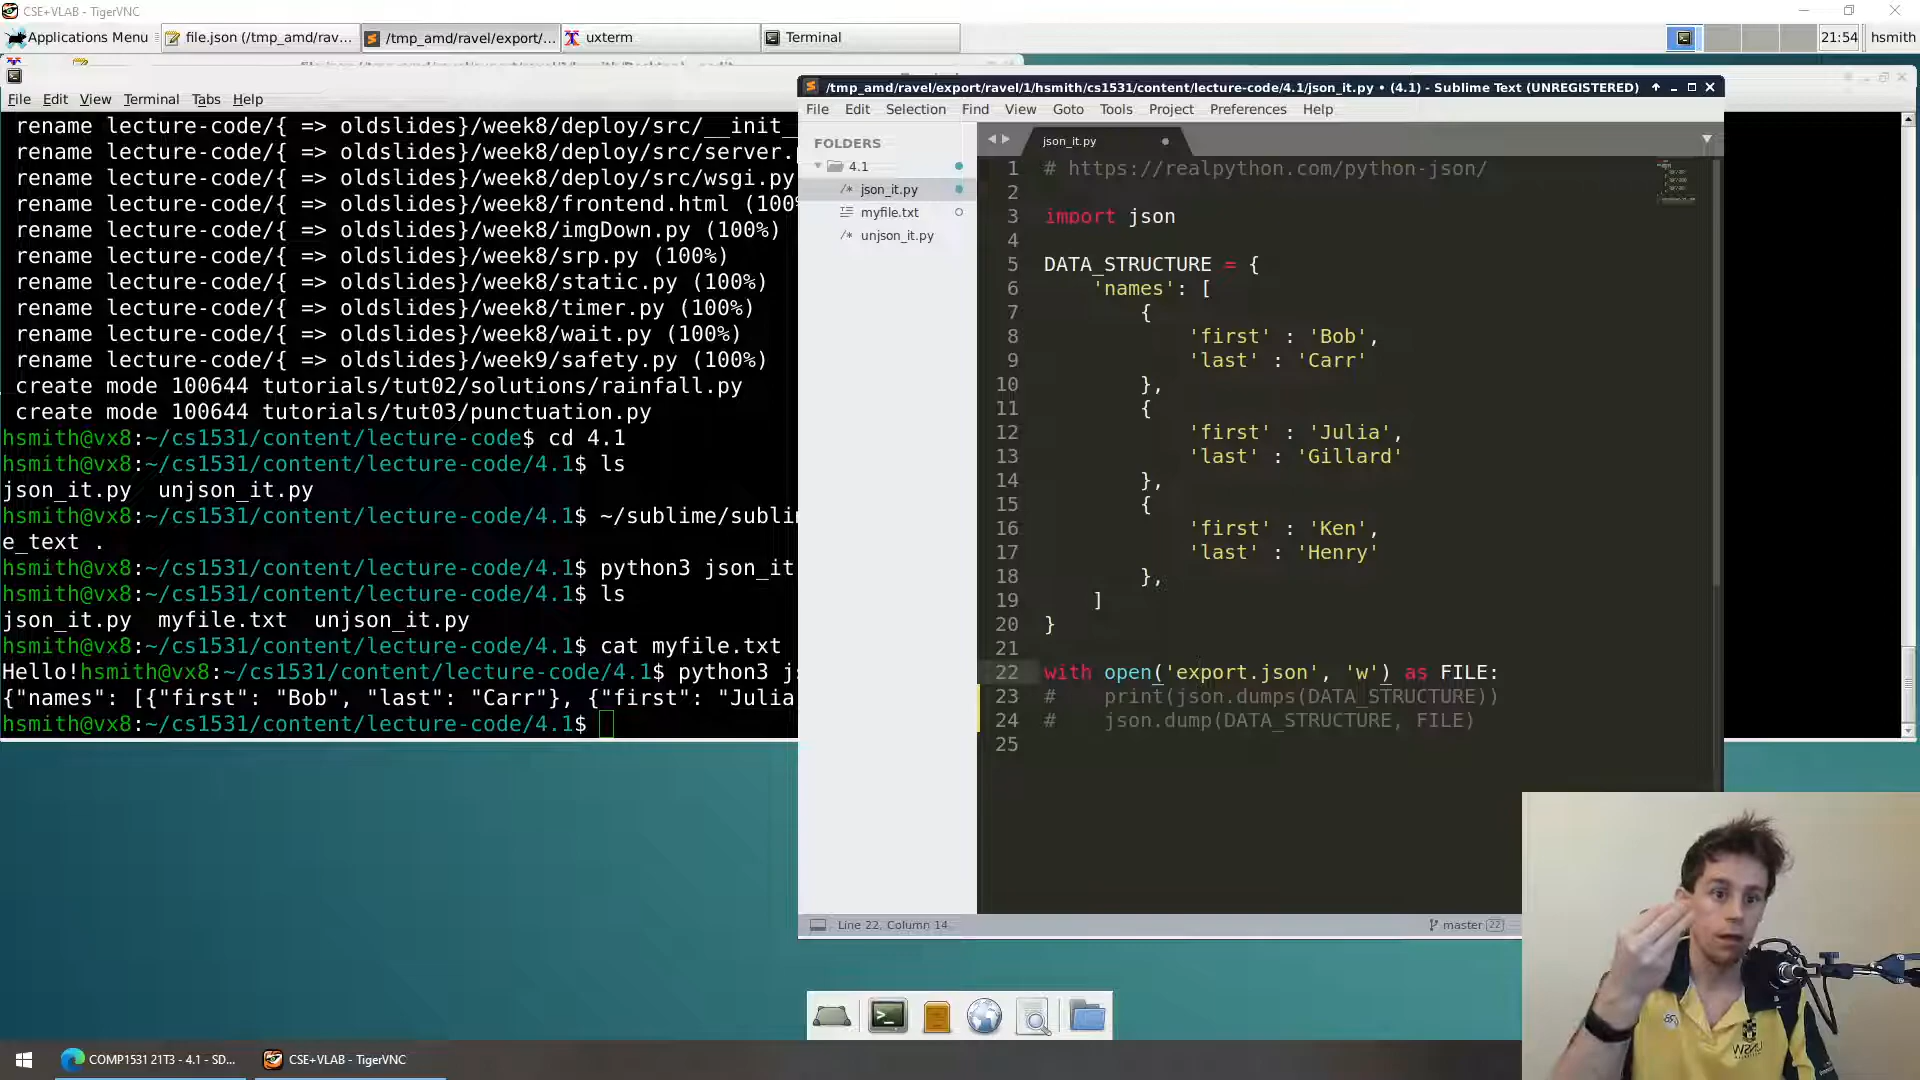 CSE+VLAB - TigerVNC
Applications Menu
file.json (/tmp_amd/rav...
/tmp_amd/ravel/export/...
uxterm
Terminal
21:54
hsmith
File Edit View Terminal Tabs Help
rename lecture-code/{ => oldslides}/week8/deploy/src/__init_
rename lecture-code/{ => oldslides}/week8/deploy/src/server.
rename lecture-code/{ => oldslides}/week8/deploy/src/wsgi.py
rename lecture-code/{ => oldslides}/week8/frontend.html (100%
rename lecture-code/{ => oldslides}/week8/imgDown.py (100%)
rename lecture-code/{ => oldslides}/week8/srp.py (100%)
rename lecture-code/{ => oldslides}/week8/static.py (100%)
rename lecture-code/{ => oldslides}/week8/timer.py (100%)
rename lecture-code/{ => oldslides}/week8/wait.py (100%)
rename lecture-code/{ => oldslides}/week9/safety.py (100%)
create mode 100644 tutorials/tut02/solutions/rainfall.py
create mode 100644 tutorials/tut03/punctuation.py
hsmith@vx8:~/cs1531/content/lecture-code$ cd 4.1
hsmith@vx8:~/cs1531/content/lecture-code/4.1$ ls
json_it.py unjson_it.py
hsmith@vx8:~/cs1531/content/lecture-code/4.1$ ~/sublime/sublim
e_text .
hsmith@vx8:~/cs1531/content/lecture-code/4.1$ python3 json_it
hsmith@vx8:~/cs1531/content/lecture-code/4.1$ ls
json_it.py myfile.txt unjson_it.py
hsmith@vx8:~/cs1531/content/lecture-code/4.1$ cat myfile.txt
Hello!hsmith@vx8:~/cs1531/content/lecture-code/4.1$ python3 js
{"names": [{"first": "Bob", "last": "Carr"}, {"first": "Julia
hsmith@vx8:~/cs1531/content/lecture-code/4.1$
/tmp_amd/ravel/export/ravel/1/hsmith/cs1531/content/lecture-code/4.1/json_it.py • (4.1) - Sublime Text (UNREGISTERED)
File Edit Selection Find View Goto Tools Project Preferences Help
FOLDERS
4.1
/* json_it.py
myfile.txt
/* unjson_it.py
json_it.py
1 # https://realpython.com/python-json/
2
3 import json
4
5 DATA_STRUCTURE = {
6 'names': [
7 {
8 'first' : 'Bob',
9 'last' : 'Carr'
10 },
11 {
12 'first' : 'Julia',
13 'last' : 'Gillard'
14 },
15 {
16 'first' : 'Ken',
17 'last' : 'Henry'
18 },
19 ]
20 }
21
22 with open('export.json', 'w') as FILE:
23 # print(json.dumps(DATA_STRUCTURE))
24 # json.dump(DATA_STRUCTURE, FILE)
25
Line 22, Column 14
master 22
UNSW
COMP1531 21T3 - 4.1 - SD...
CSE+VLAB - TigerVNC